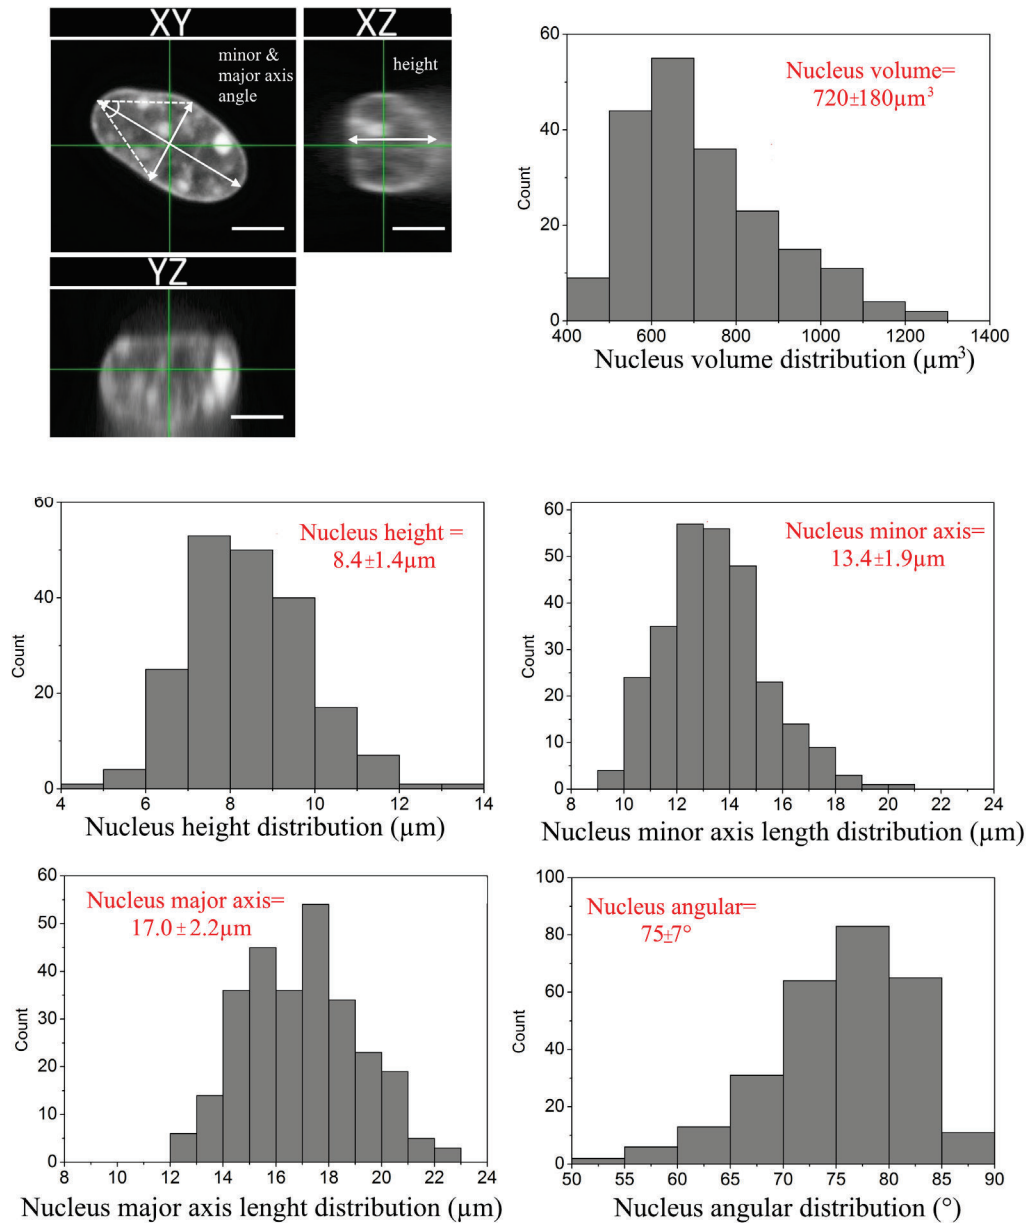 XY
XZ
minor &
major axis
angle
height
YZ
Nucleus volume=
720±180µm³
Count
60
40
20
0
400 600 800 1000 1200 1400
Nucleus volume distribution (µm³)
Nucleus height =
8.4±1.4µm
Count
60
40
20
0
4 6 8 10 12 14
Nucleus height distribution (µm)
Nucleus minor axis=
13.4±1.9µm
Count
60
50
40
30
20
10
0
8 10 12 14 16 18 20 22 24
Nucleus minor axis length distribution (µm)
Nucleus major axis=
17.0±2.2µm
Count
60
50
40
30
20
10
0
8 10 12 14 16 18 20 22 24
Nucleus major axis lenght distribution (µm)
Nucleus angular=
75±7°
Count
100
80
60
40
20
0
50 55 60 65 70 75 80 85 90
Nucleus angular distribution (°)